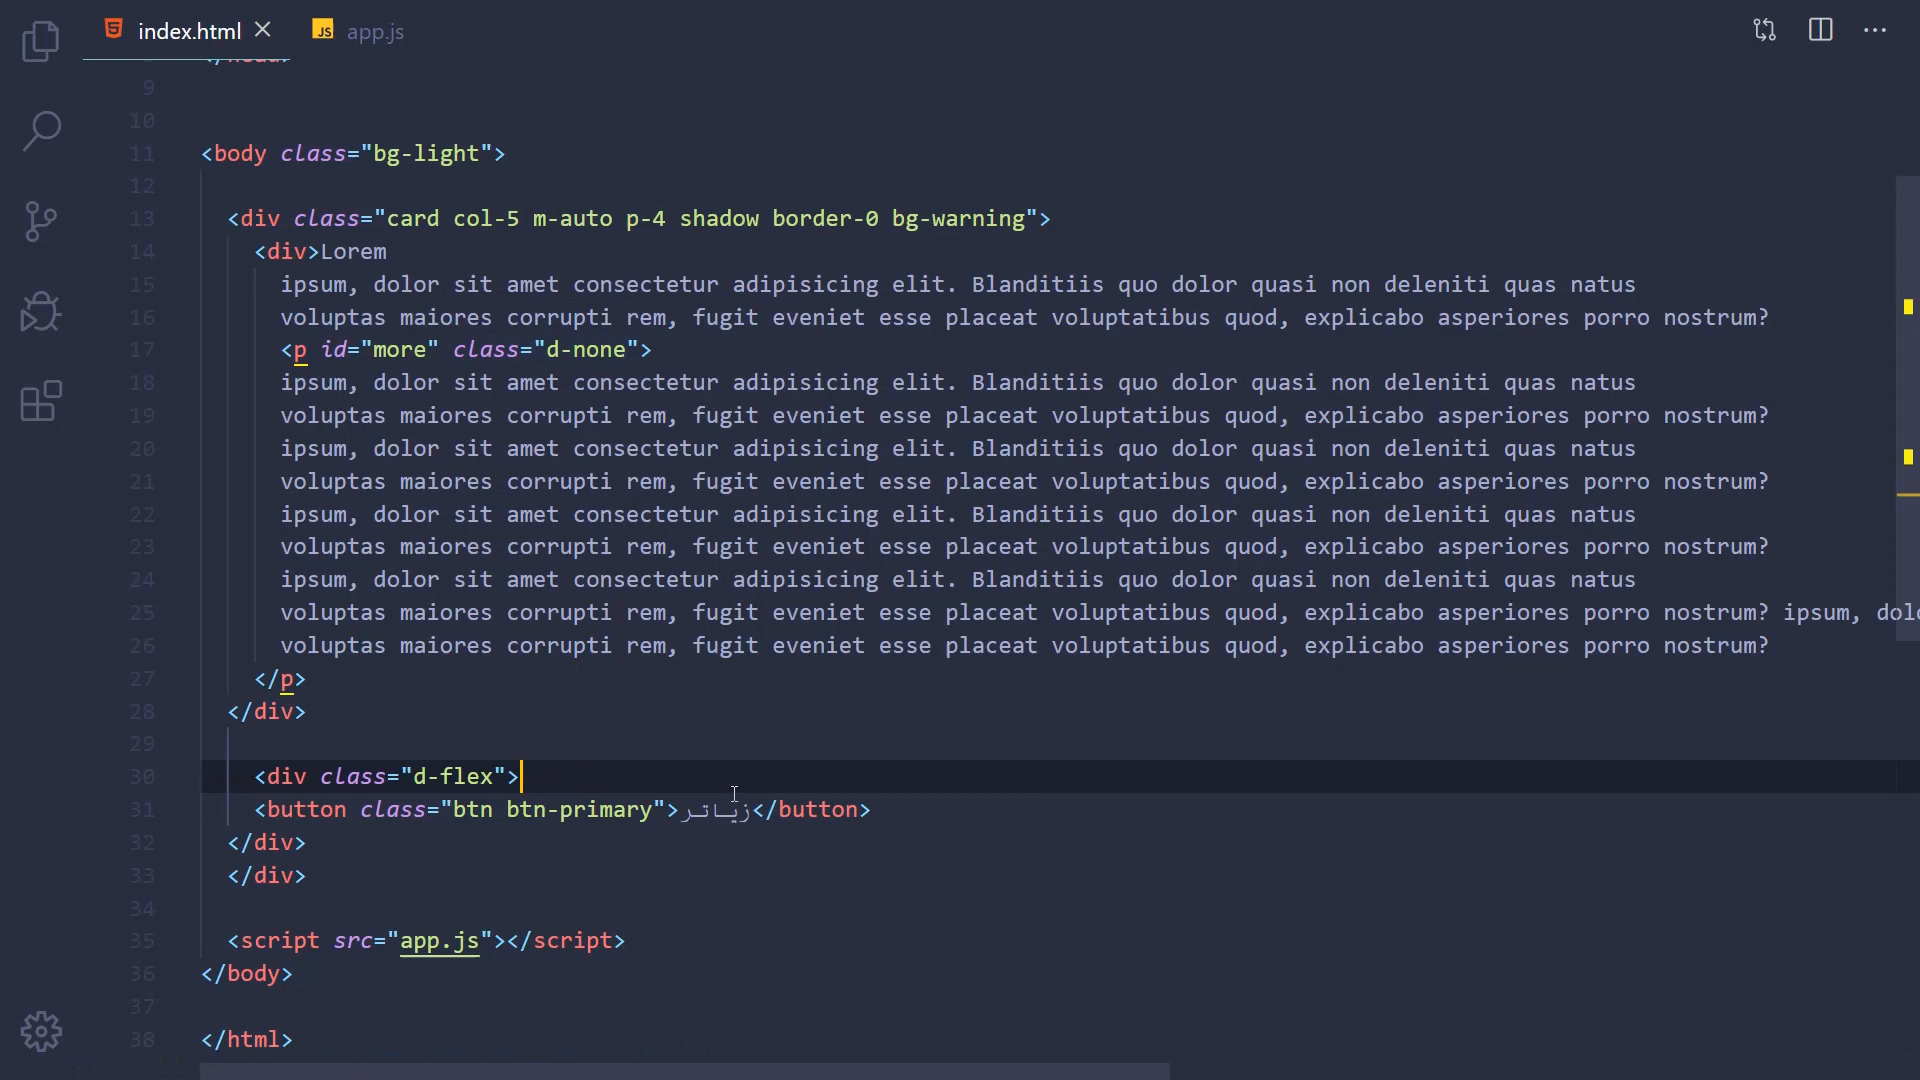 index.html
JS app.js
9
10
11 <body class="bg-light">
12
13 <div class="card col-5 m-auto p-4 shadow border-0 bg-warning">
14 <div>Lorem
15 ipsum, dolor sit amet consectetur adipisicing elit. Blanditiis quo dolor quasi non deleniti quas natus
16 voluptas maiores corrupti rem, fugit eveniet esse placeat voluptatibus quod, explicabo asperiores porro nostrum?
17 <p id="more" class="d-none">
18 ipsum, dolor sit amet consectetur adipisicing elit. Blanditiis quo dolor quasi non deleniti quas natus
19 voluptas maiores corrupti rem, fugit eveniet esse placeat voluptatibus quod, explicabo asperiores porro nostrum?
20 ipsum, dolor sit amet consectetur adipisicing elit. Blanditiis quo dolor quasi non deleniti quas natus
21 voluptas maiores corrupti rem, fugit eveniet esse placeat voluptatibus quod, explicabo asperiores porro nostrum?
22 ipsum, dolor sit amet consectetur adipisicing elit. Blanditiis quo dolor quasi non deleniti quas natus
23 voluptas maiores corrupti rem, fugit eveniet esse placeat voluptatibus quod, explicabo asperiores porro nostrum?
24 ipsum, dolor sit amet consectetur adipisicing elit. Blanditiis quo dolor quasi non deleniti quas natus
25 voluptas maiores corrupti rem, fugit eveniet esse placeat voluptatibus quod, explicabo asperiores porro nostrum? ipsum,
26 voluptas maiores corrupti rem, fugit eveniet esse placeat voluptatibus quod, explicabo asperiores porro nostrum?
27 </p>
28 </div>
29
30 <div class="d-flex">
31 <button class="btn btn-primary">زیاتر</button>
32 </div>
33 </div>
34
35 <script src="app.js"></script>
36 </body>
37
38 </html>